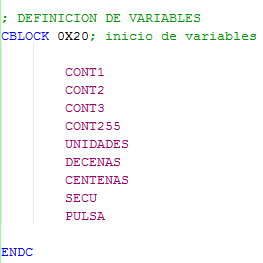 ; DEFINICION DE VARIABLES
CBLOCK 0X20; inicio de variables
CONT1
CONT2
CONT3
CONT255
UNIDADES
DECENAS
CENTENAS
SECU
PULSA
ENDC